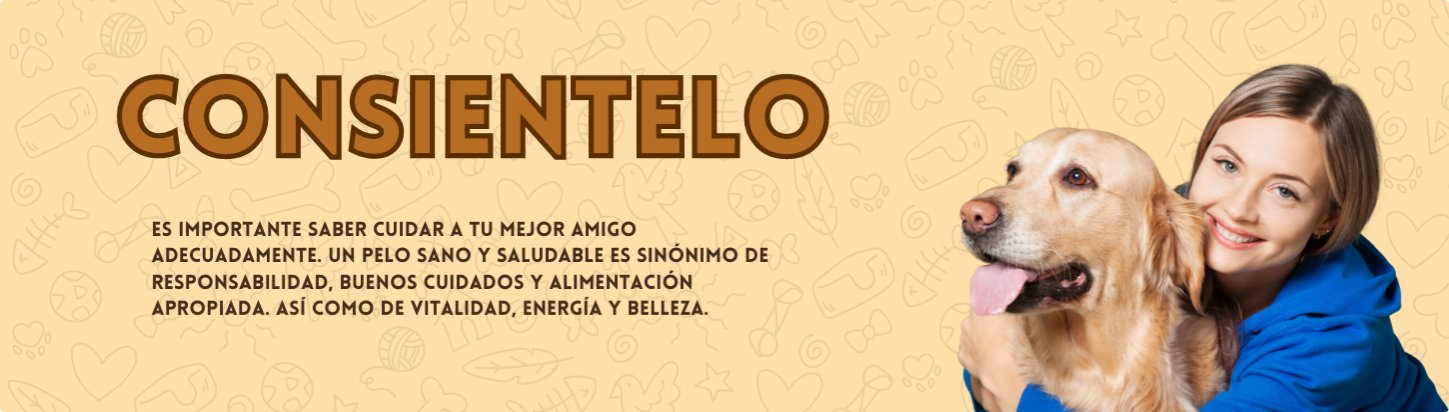 CONSIENTELO
ES IMPORTANTE SABER CUIDAR A TU MEJOR AMIGO
ADECUADAMENTE. UN PELO SANO Y SALUDABLE ES SINÓNIMO DE
RESPONSABILIDAD, BUENOS CUIDADOS Y ALIMENTACIÓN
APROPIADA. ASÍ COMO DE VITALIDAD, ENERGÍA Y BELLEZA.